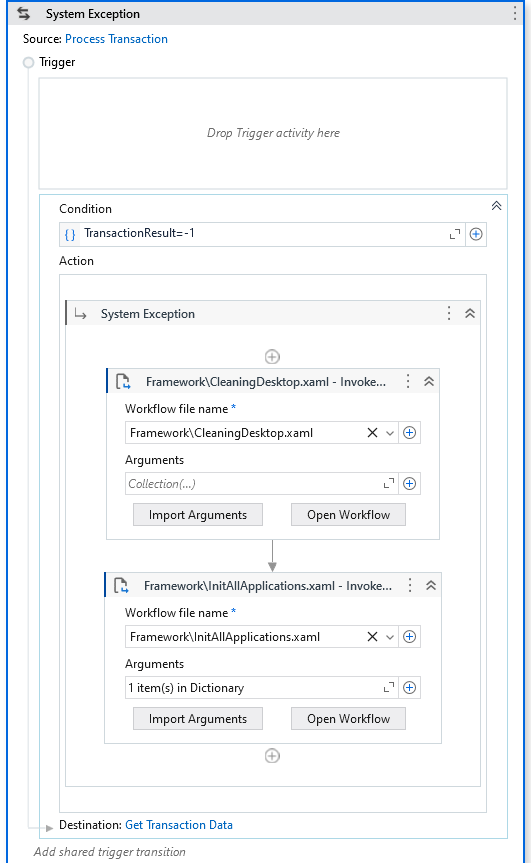 System Exception
Source: Process Transaction
Trigger
Drop Trigger activity here
Condition
{} TransactionResult=-1
Action
System Exception
Framework\CleaningDesktop.xaml - Invoke...
Workflow file name *
Framework\CleaningDesktop.xaml
Arguments
Collection(...)
Import Arguments Open Workflow
Framework\InitAllApplications.xaml - Invoke...
Workflow file name *
Framework\InitAllApplications.xaml
Arguments
1 item(s) in Dictionary
Import Arguments Open Workflow
Destination: Get Transaction Data
Add shared trigger transition